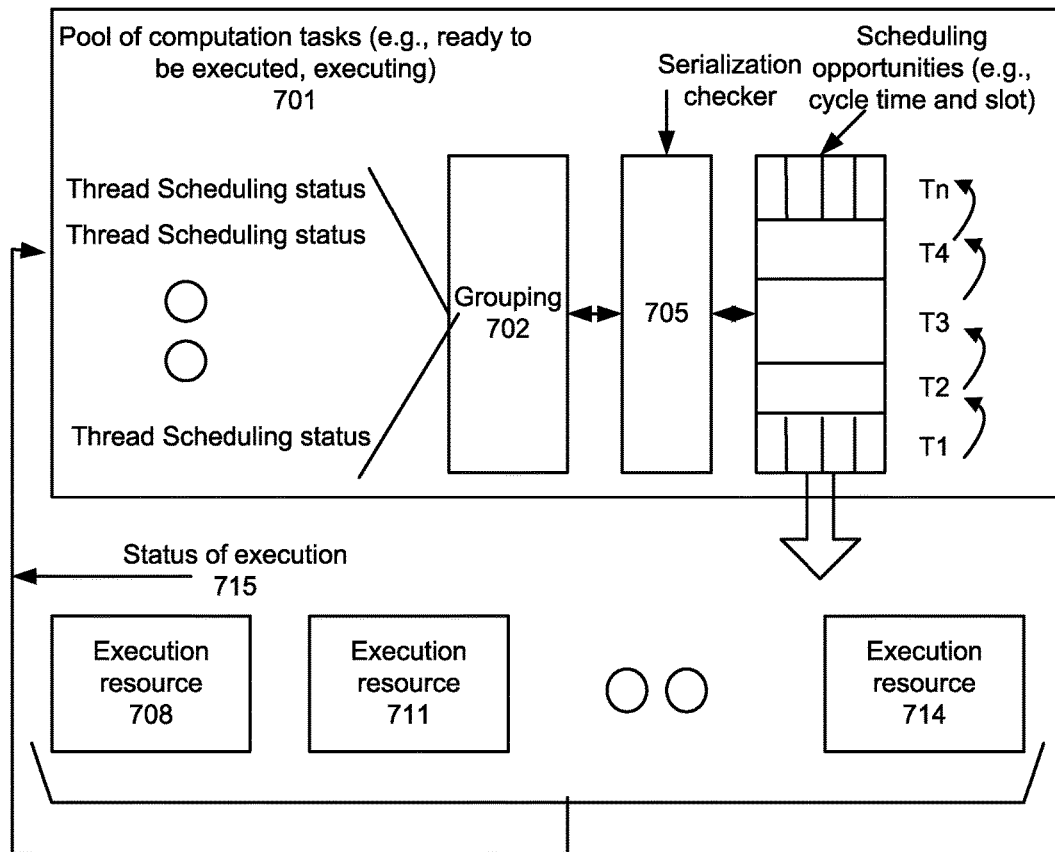 Pool of computation tasks (e.g., ready to
be executed, executing)
701
Serialization
checker
Scheduling
opportunities (e.g.,
cycle time and slot)
Thread Scheduling status
Thread Scheduling status
Thread Scheduling status
Grouping
702
705
Tn
T4
T3
T2
T1
Status of execution
715
Execution
resource
708
Execution
resource
711
Execution
resource
714